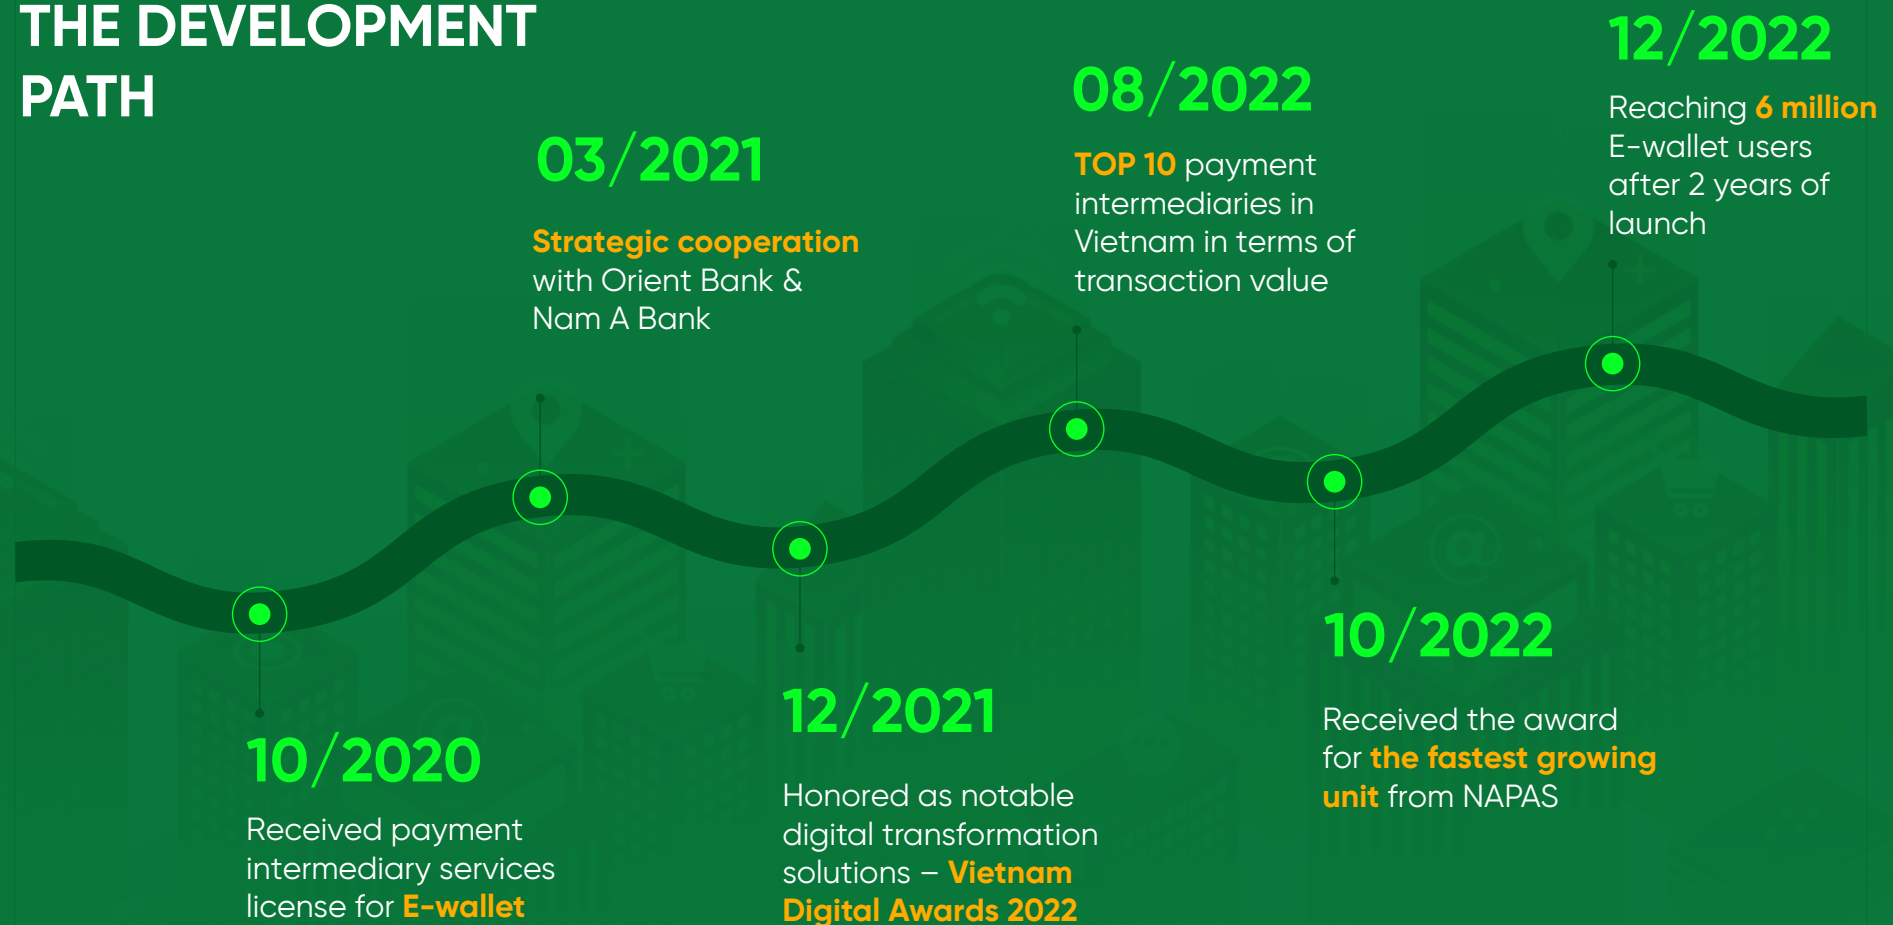 THE DEVELOPMENT
PATH
10/2020
Received payment
intermediary services
license for E-wallet
03/2021
Strategic cooperation
with Orient Bank &
Nam A Bank
12/2021
Honored as notable
digital transformation
solutions – Vietnam
Digital Awards 2022
08/2022
TOP 10 payment
intermediaries in
Vietnam in terms of
transaction value
10/2022
Received the award
for the fastest growing
unit from NAPAS
12/2022
Reaching 6 million
E-wallet users
after 2 years of
launch